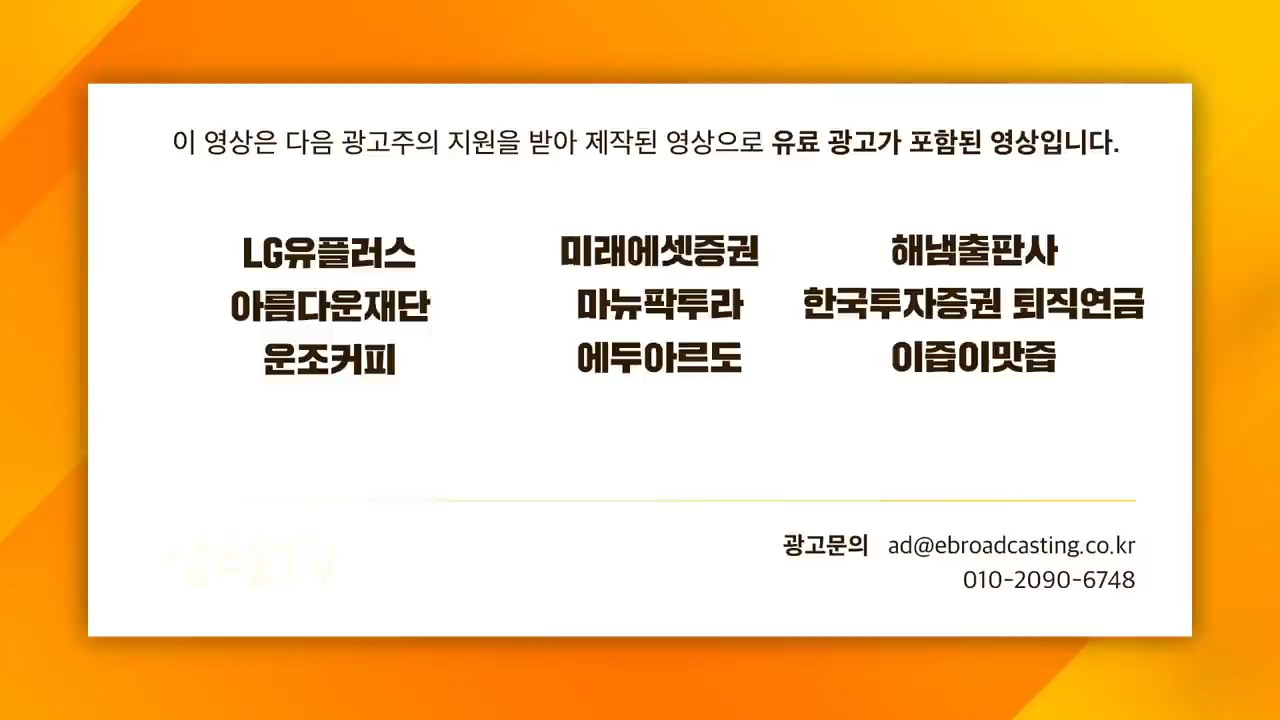 이 영상은 다음 광고주의 지원을 받아 제작된 영상으로 유료 광고가 포함된 영상입니다.
LG유플러스 미래에셋증권 해냄출판사
아름다운재단 마뉴팍투라 한국투자증권 퇴직연금
운조커피 에두아르도 이즙이맛즙
광고문의 ad@ebroadcasting.co.kr
010-2090-6748